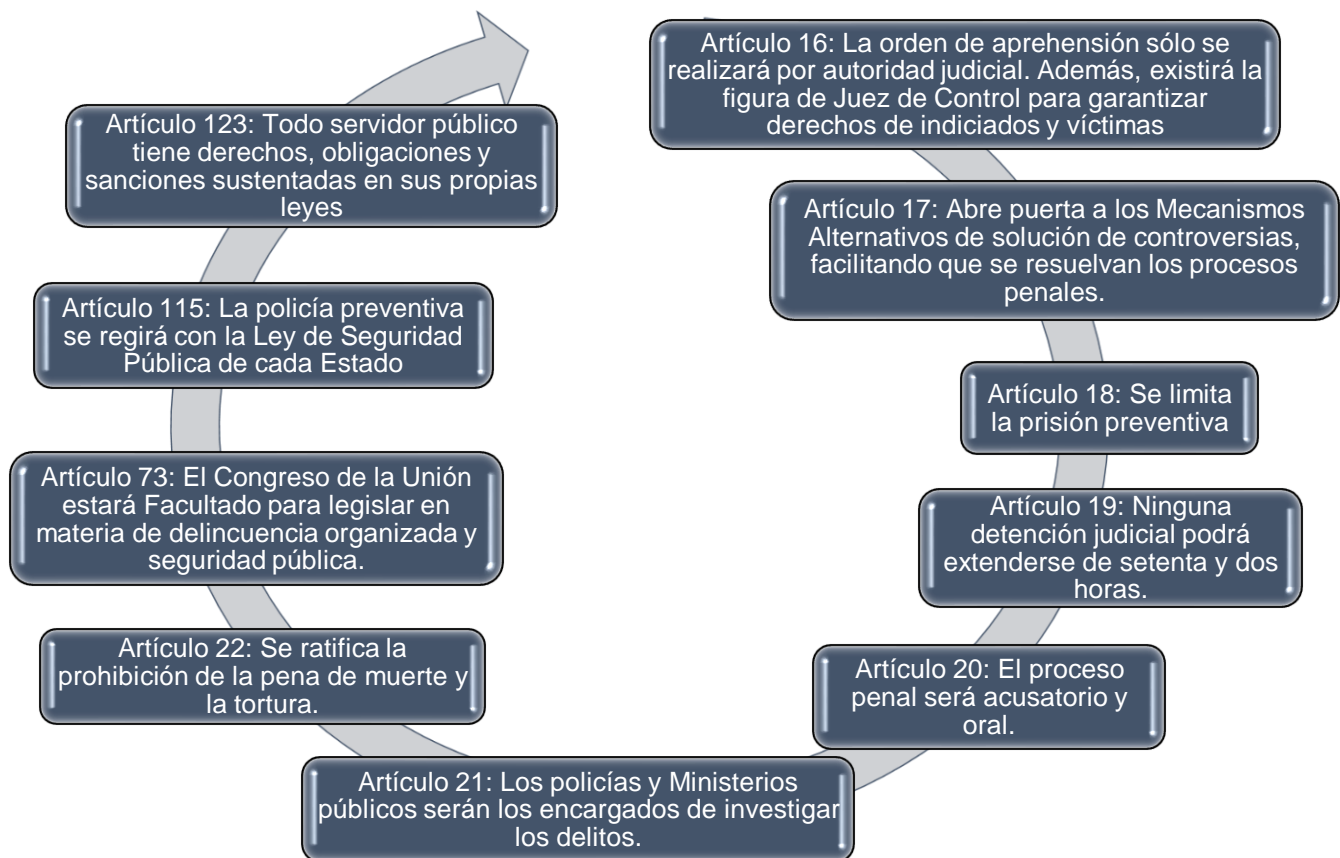 Artículo 16: La orden de aprehensión sólo se
realizará por autoridad judicial. Además, existirá la
figura de Juez de Control para garantizar
derechos de indiciados y víctimas
Artículo 17: Abre puerta a los Mecanismos
Alternativos de solución de controversias,
facilitando que se resuelvan los procesos
penales.
Artículo 18: Se limita
la prisión preventiva
Artículo 19: Ninguna
detención judicial podrá
extenderse de setenta y dos
horas.
Artículo 20: El proceso
penal será acusatorio y
oral.
Artículo 21: Los policías y Ministerios
públicos serán los encargados de investigar
los delitos.
Artículo 22: Se ratifica la
prohibición de la pena de muerte y
la tortura.
Artículo 73: El Congreso de la Unión
estará Facultado para legislar en
materia de delincuencia organizada y
seguridad pública.
Artículo 115: La policía preventiva
se regirá con la Ley de Seguridad
Pública de cada Estado
Artículo 123: Todo servidor público
tiene derechos, obligaciones y
sanciones sustentadas en sus propias
leyes